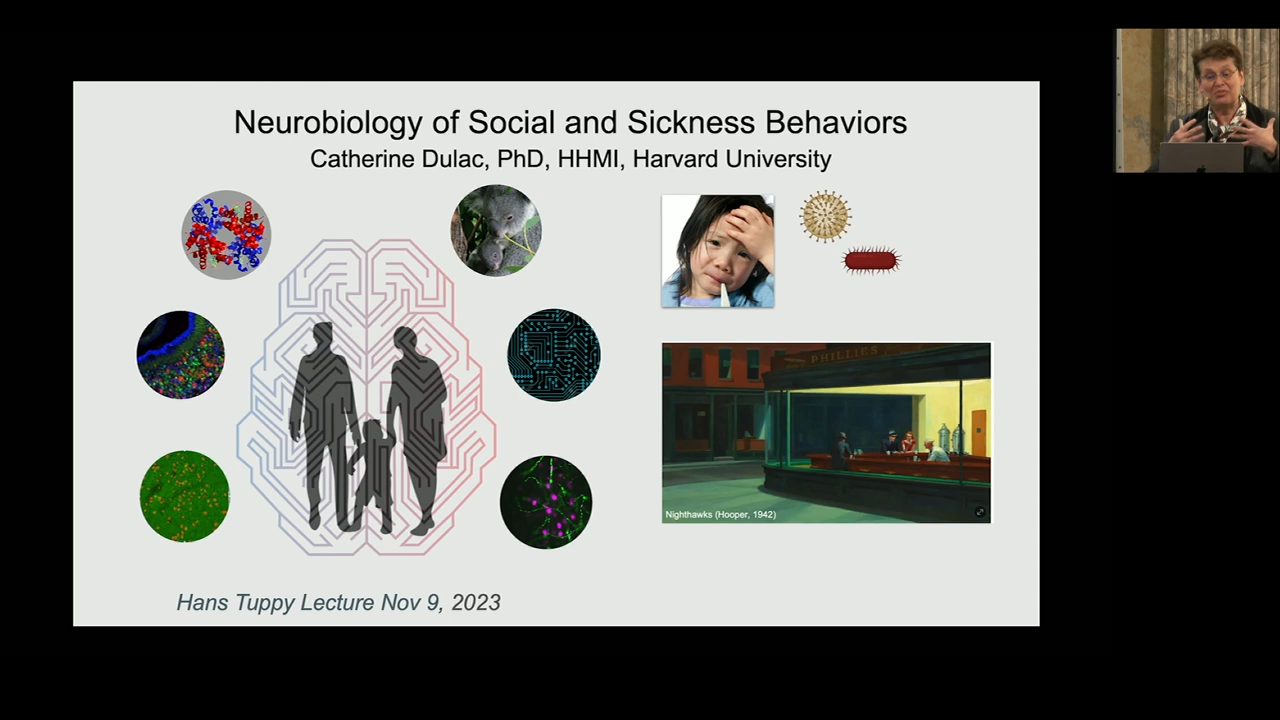 Neurobiology of Social and Sickness Behaviors
Catherine Dulac, PhD, HHMI, Harvard University
PHILLIES
Nighthawks (Hooper, 1942)
Hans Tuppy Lecture Nov 9, 2023